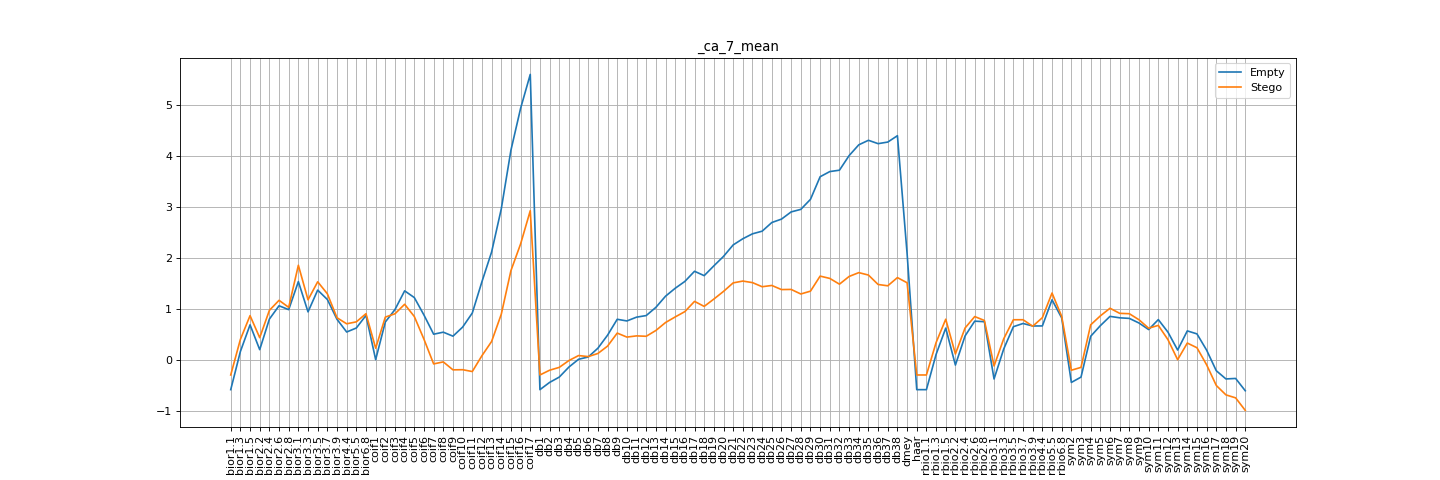 _ca_7_mean
Empty
Stego
5
4
3
2
1
0
−1
bior1.1
bior1.3
bior1.5
bior2.2
bior2.4
bior2.6
bior2.8
bior3.1
bior3.3
bior3.5
bior3.7
bior3.9
bior4.4
bior5.5
bior6.8
coif1
coif2
coif3
coif4
coif5
coif6
coif7
coif8
coif9
coif10
coif11
coif12
coif13
coif14
coif15
coif16
coif17
db1
db2
db3
db4
db5
db6
db7
db8
db9
db10
db11
db12
db13
db14
db15
db16
db17
db18
db19
db20
db21
db22
db23
db24
db25
db26
db27
db28
db29
db30
db31
db32
db33
db34
db35
db36
db37
db38
dmey
haar
rbio1.1
rbio1.3
rbio1.5
rbio2.2
rbio2.4
rbio2.6
rbio2.8
rbio3.1
rbio3.3
rbio3.5
rbio3.7
rbio3.9
rbio4.4
rbio5.5
rbio6.8
sym2
sym3
sym4
sym5
sym6
sym7
sym8
sym9
sym10
sym11
sym12
sym13
sym14
sym15
sym16
sym17
sym18
sym19
sym20